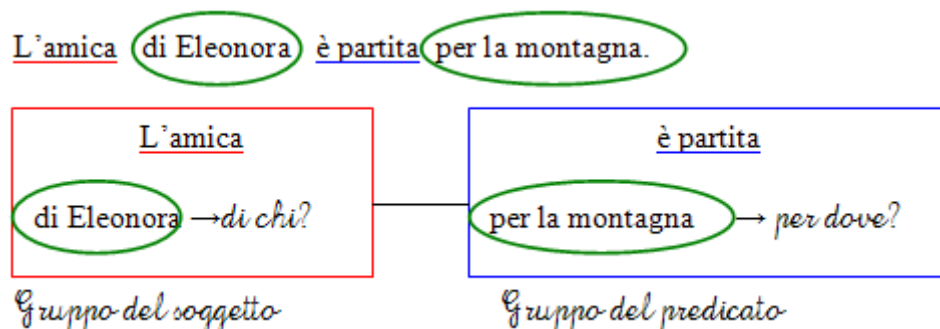 L'amica di Eleonora è partita per la montagna.
L'amica è partita
di Eleonora →di chi? per la montagna → per dove?
Gruppo del soggetto Gruppo del predicato